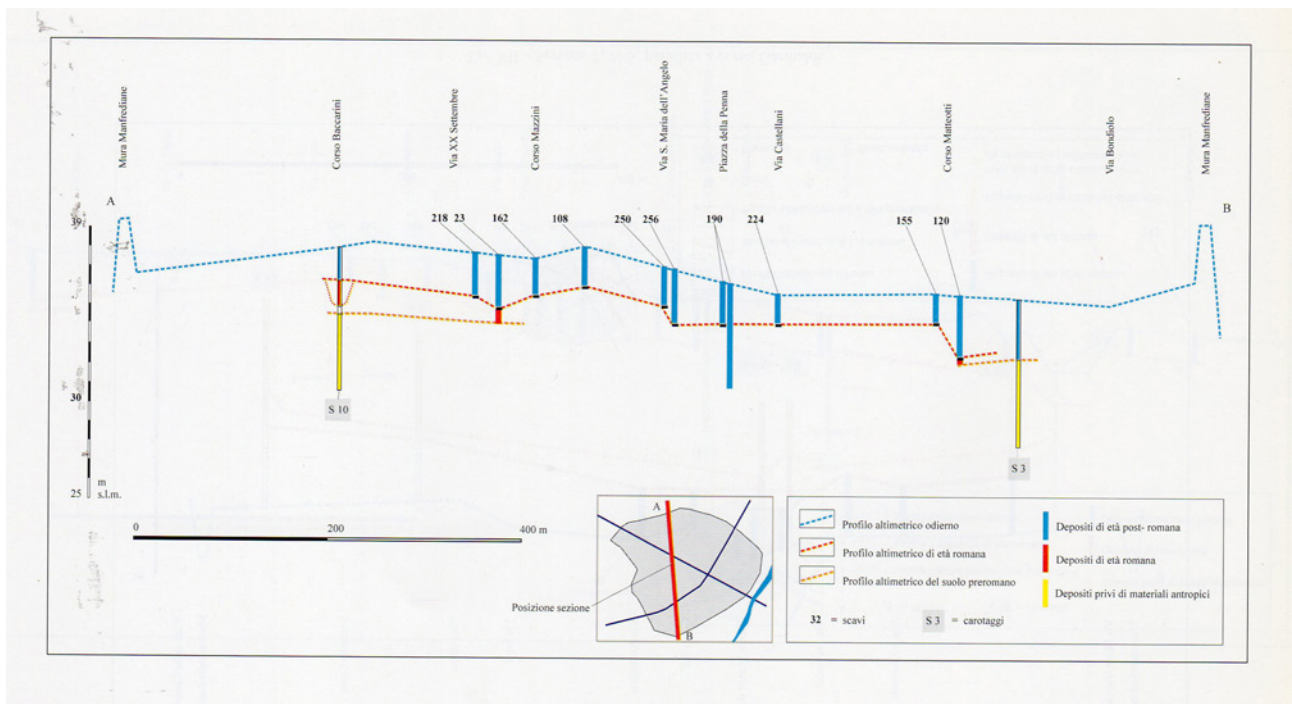 Mura Manfrediane
Corso Baccarini
Via XX Settembre
Corso Mazzini
Via S. Maria dell'Angelo
Piazza della Penna
Via Castellani
Corso Matteotti
Via Bondiolo
Mura Manfrediane
A
B
39
218 23 162 108 250 256 190 224 155 120
30
S 10
S 3
25
m
s.l.m.
0 200 400 m
A
Posizione sezione
B
Profilo altimetrico odierno
Profilo altimetrico di età romana
Profilo altimetrico del suolo preromano
32 = scavi
S 3 = carotaggi
Depositi di età post- romana
Depositi di età romana
Depositi privi di materiali antropici